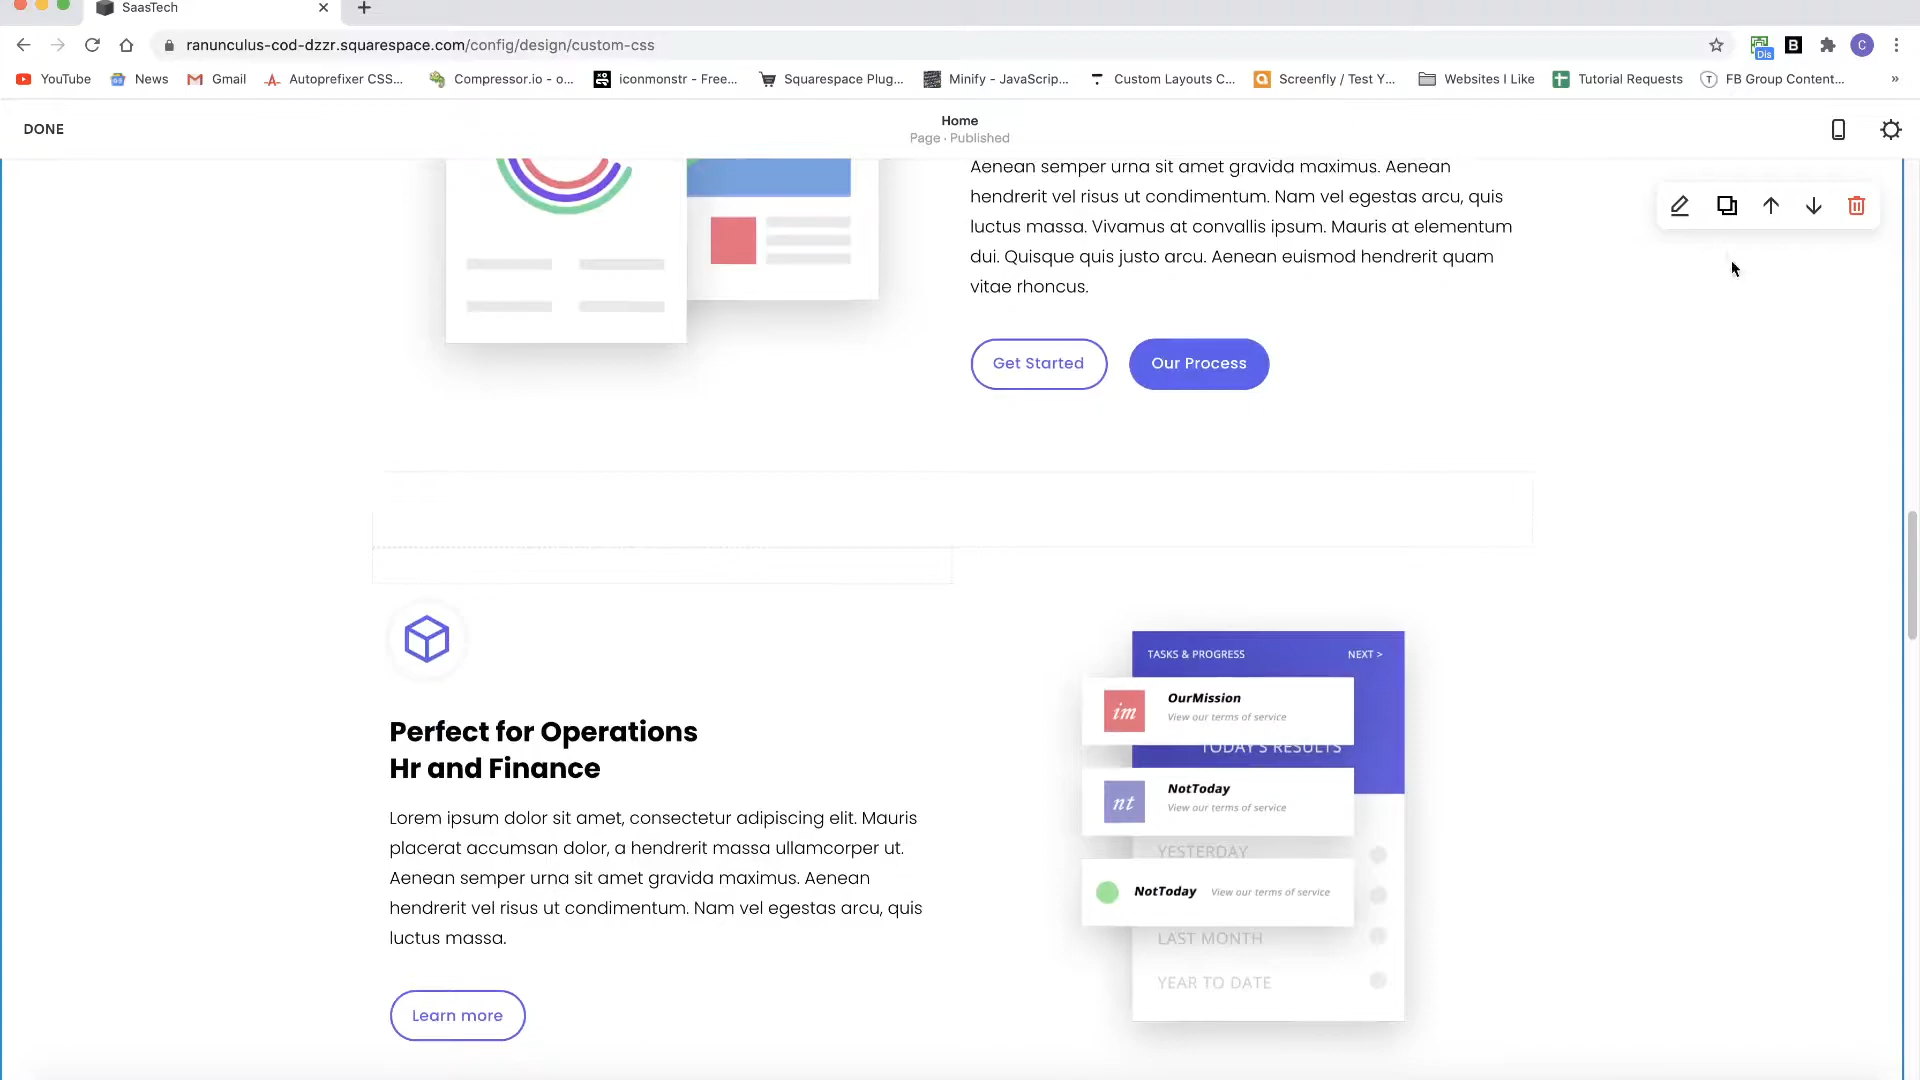 SaasTech
ranunculus-cod-dzzr.squarespace.com/config/design/custom-css
Dis
B
C
YouTube
News
Gmail
Autoprefixer CSS...
Compressor.io - o...
iconmonstr - Free...
Squarespace Plug...
Minify - JavaScrip...
Custom Layouts C...
Screenfly / Test Y...
Websites I Like
Tutorial Requests
FB Group Content...
»
DONE
Home
Page · Published
Aenean semper urna sit amet gravida maximus. Aenean
hendrerit vel risus ut condimentum. Nam vel egestas arcu, quis
luctus massa. Vivamus at convallis ipsum. Mauris at elementum
dui. Quisque quis justo arcu. Aenean euismod hendrerit quam
vitae rhoncus.
Get Started
Our Process
Perfect for Operations
Hr and Finance
Lorem ipsum dolor sit amet, consectetur adipiscing elit. Mauris
placerat accumsan dolor, a hendrerit massa ullamcorper ut.
Aenean semper urna sit amet gravida maximus. Aenean
hendrerit vel risus ut condimentum. Nam vel egestas arcu, quis
luctus massa.
Learn more
TASKS & PROGRESS
NEXT >
im
OurMission
View our terms of service
TODAY'S RESULTS
nt
NotToday
View our terms of service
YESTERDAY
NotToday
View our terms of service
LAST MONTH
YEAR TO DATE